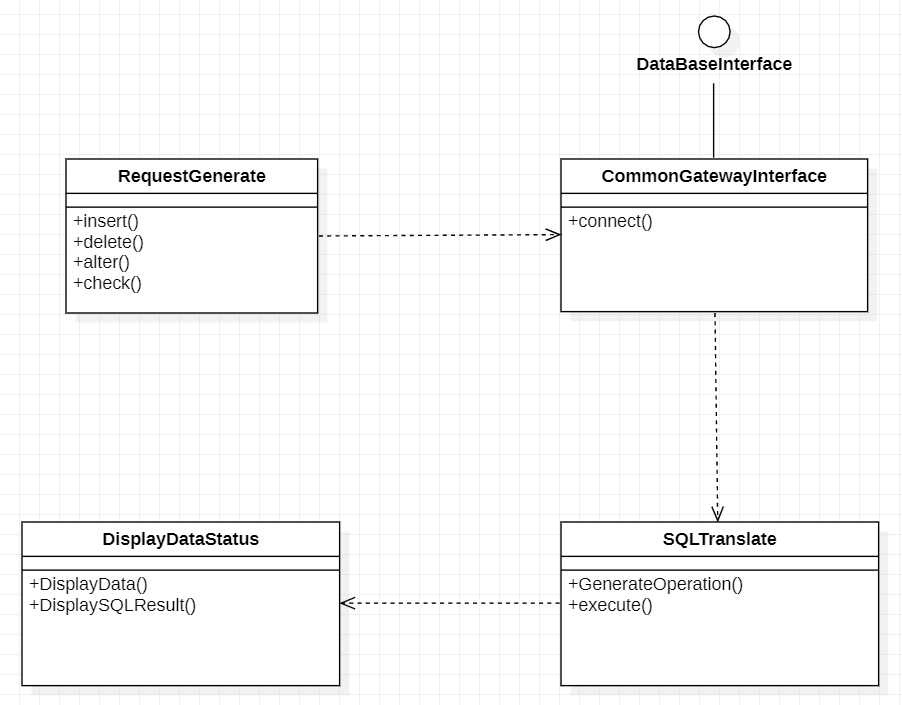 DataBaseInterface
RequestGenerate
+insert()
+delete()
+alter()
+check()
CommonGatewayInterface
+connect()
DisplayDataStatus
+DisplayData()
+DisplaySQLResult()
SQLTranslate
+GenerateOperation()
+execute()